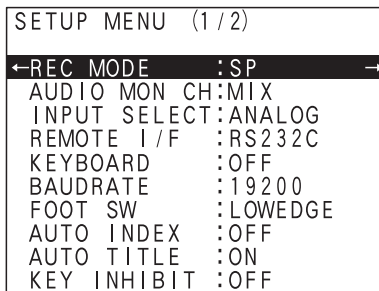 SETUP MENU (1/2)
←REC MODE :SP →
AUDIO MON CH:MIX
INPUT SELECT:ANALOG
REMOTE I/F :RS232C
KEYBOARD :OFF
BAUDRATE :19200
FOOT SW :LOWEDGE
AUTO INDEX :OFF
AUTO TITLE :ON
KEY INHIBIT :OFF